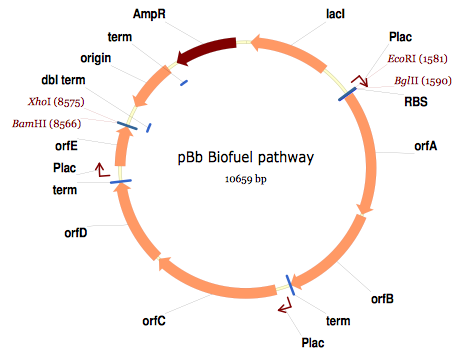 AmpR
lacI
term
Plac
origin
EcoRI (1581)
dbl term
BglII (1590)
XhoI (8575)
RBS
BamHI (8566)
orfE
orfA
pBb Biofuel pathway
Plac
10659 bp
term
orfD
orfB
orfC
term
Plac